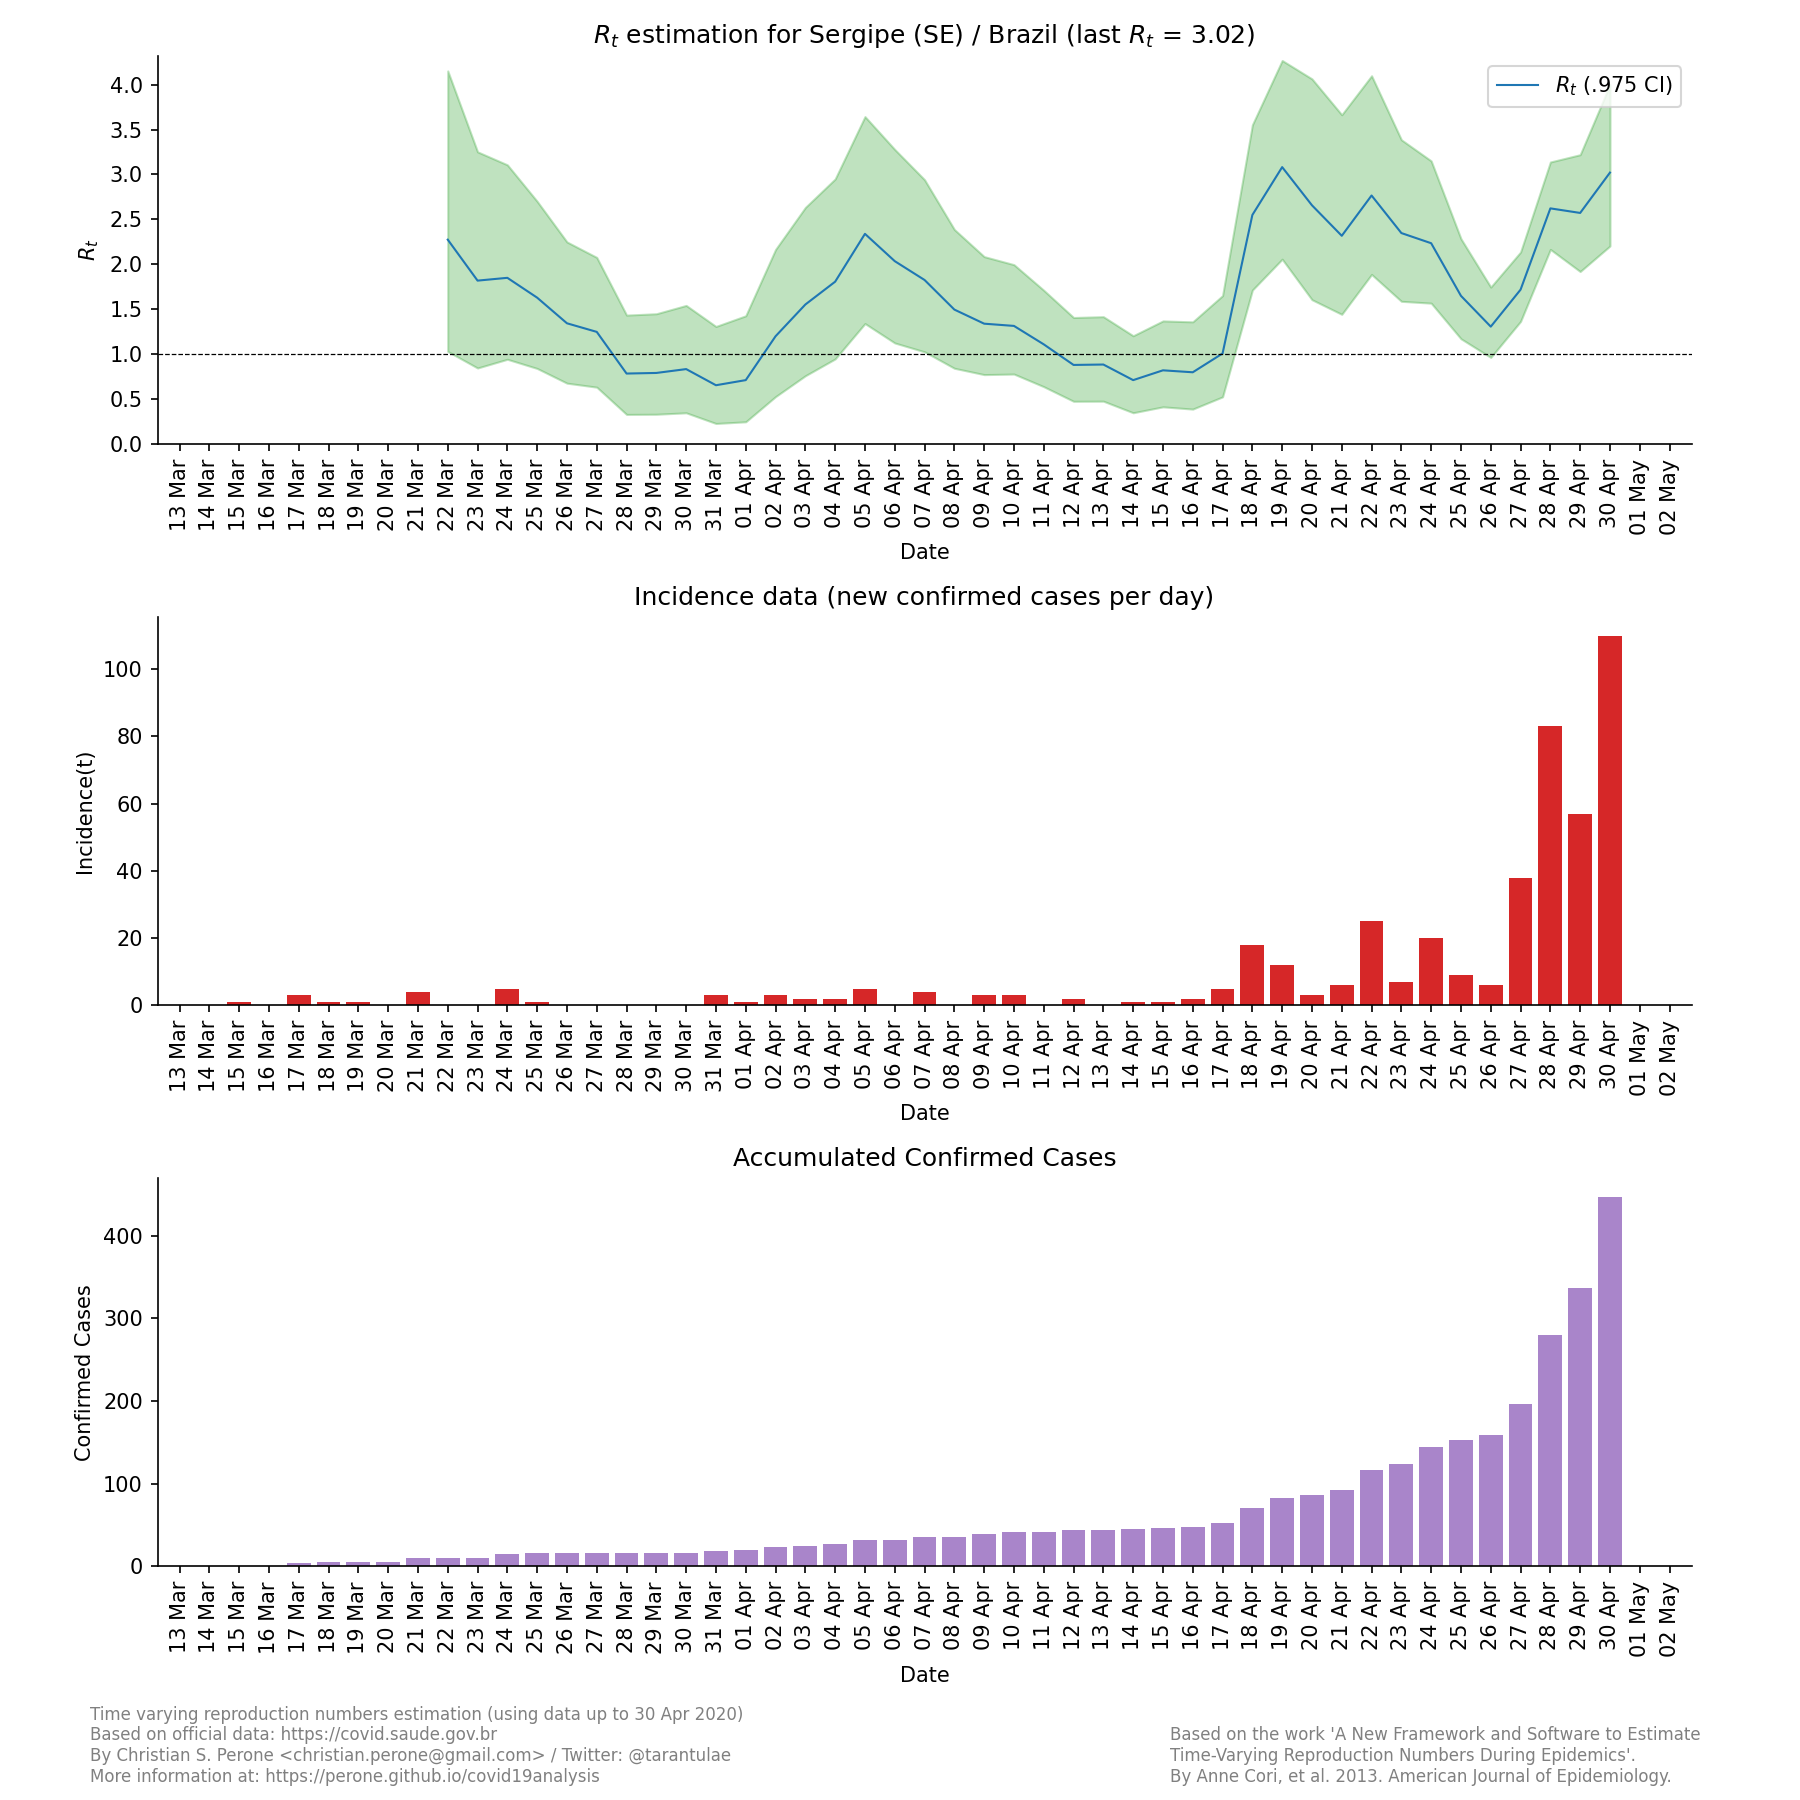 Rt estimation for Sergipe (SE) / Brazil (last Rt = 3.02)
Rt (.975 CI)
Rt
4.0
3.5
3.0
2.5
2.0
1.5
1.0
0.5
0.0
13 Mar 14 Mar 15 Mar 16 Mar 17 Mar 18 Mar 19 Mar 20 Mar 21 Mar 22 Mar 23 Mar 24 Mar 25 Mar 26 Mar 27 Mar 28 Mar 29 Mar 30 Mar 31 Mar 01 Apr 02 Apr 03 Apr 04 Apr 05 Apr 06 Apr 07 Apr 08 Apr 09 Apr 10 Apr 11 Apr 12 Apr 13 Apr 14 Apr 15 Apr 16 Apr 17 Apr 18 Apr 19 Apr 20 Apr 21 Apr 22 Apr 23 Apr 24 Apr 25 Apr 26 Apr 27 Apr 28 Apr 29 Apr 30 Apr 01 May 02 May
Date
Incidence data (new confirmed cases per day)
Incidence(t)
100
80
60
40
20
0
13 Mar 14 Mar 15 Mar 16 Mar 17 Mar 18 Mar 19 Mar 20 Mar 21 Mar 22 Mar 23 Mar 24 Mar 25 Mar 26 Mar 27 Mar 28 Mar 29 Mar 30 Mar 31 Mar 01 Apr 02 Apr 03 Apr 04 Apr 05 Apr 06 Apr 07 Apr 08 Apr 09 Apr 10 Apr 11 Apr 12 Apr 13 Apr 14 Apr 15 Apr 16 Apr 17 Apr 18 Apr 19 Apr 20 Apr 21 Apr 22 Apr 23 Apr 24 Apr 25 Apr 26 Apr 27 Apr 28 Apr 29 Apr 30 Apr 01 May 02 May
Date
Accumulated Confirmed Cases
Confirmed Cases
400
300
200
100
0
13 Mar 14 Mar 15 Mar 16 Mar 17 Mar 18 Mar 19 Mar 20 Mar 21 Mar 22 Mar 23 Mar 24 Mar 25 Mar 26 Mar 27 Mar 28 Mar 29 Mar 30 Mar 31 Mar 01 Apr 02 Apr 03 Apr 04 Apr 05 Apr 06 Apr 07 Apr 08 Apr 09 Apr 10 Apr 11 Apr 12 Apr 13 Apr 14 Apr 15 Apr 16 Apr 17 Apr 18 Apr 19 Apr 20 Apr 21 Apr 22 Apr 23 Apr 24 Apr 25 Apr 26 Apr 27 Apr 28 Apr 29 Apr 30 Apr 01 May 02 May
Date
Time varying reproduction numbers estimation (using data up to 30 Apr 2020)
Based on official data: https://covid.saude.gov.br
By Christian S. Perone <christian.perone@gmail.com> / Twitter: @tarantulae
More information at: https://perone.github.io/covid19analysis
Based on the work 'A New Framework and Software to Estimate
Time-Varying Reproduction Numbers During Epidemics'.
By Anne Cori, et al. 2013. American Journal of Epidemiology.